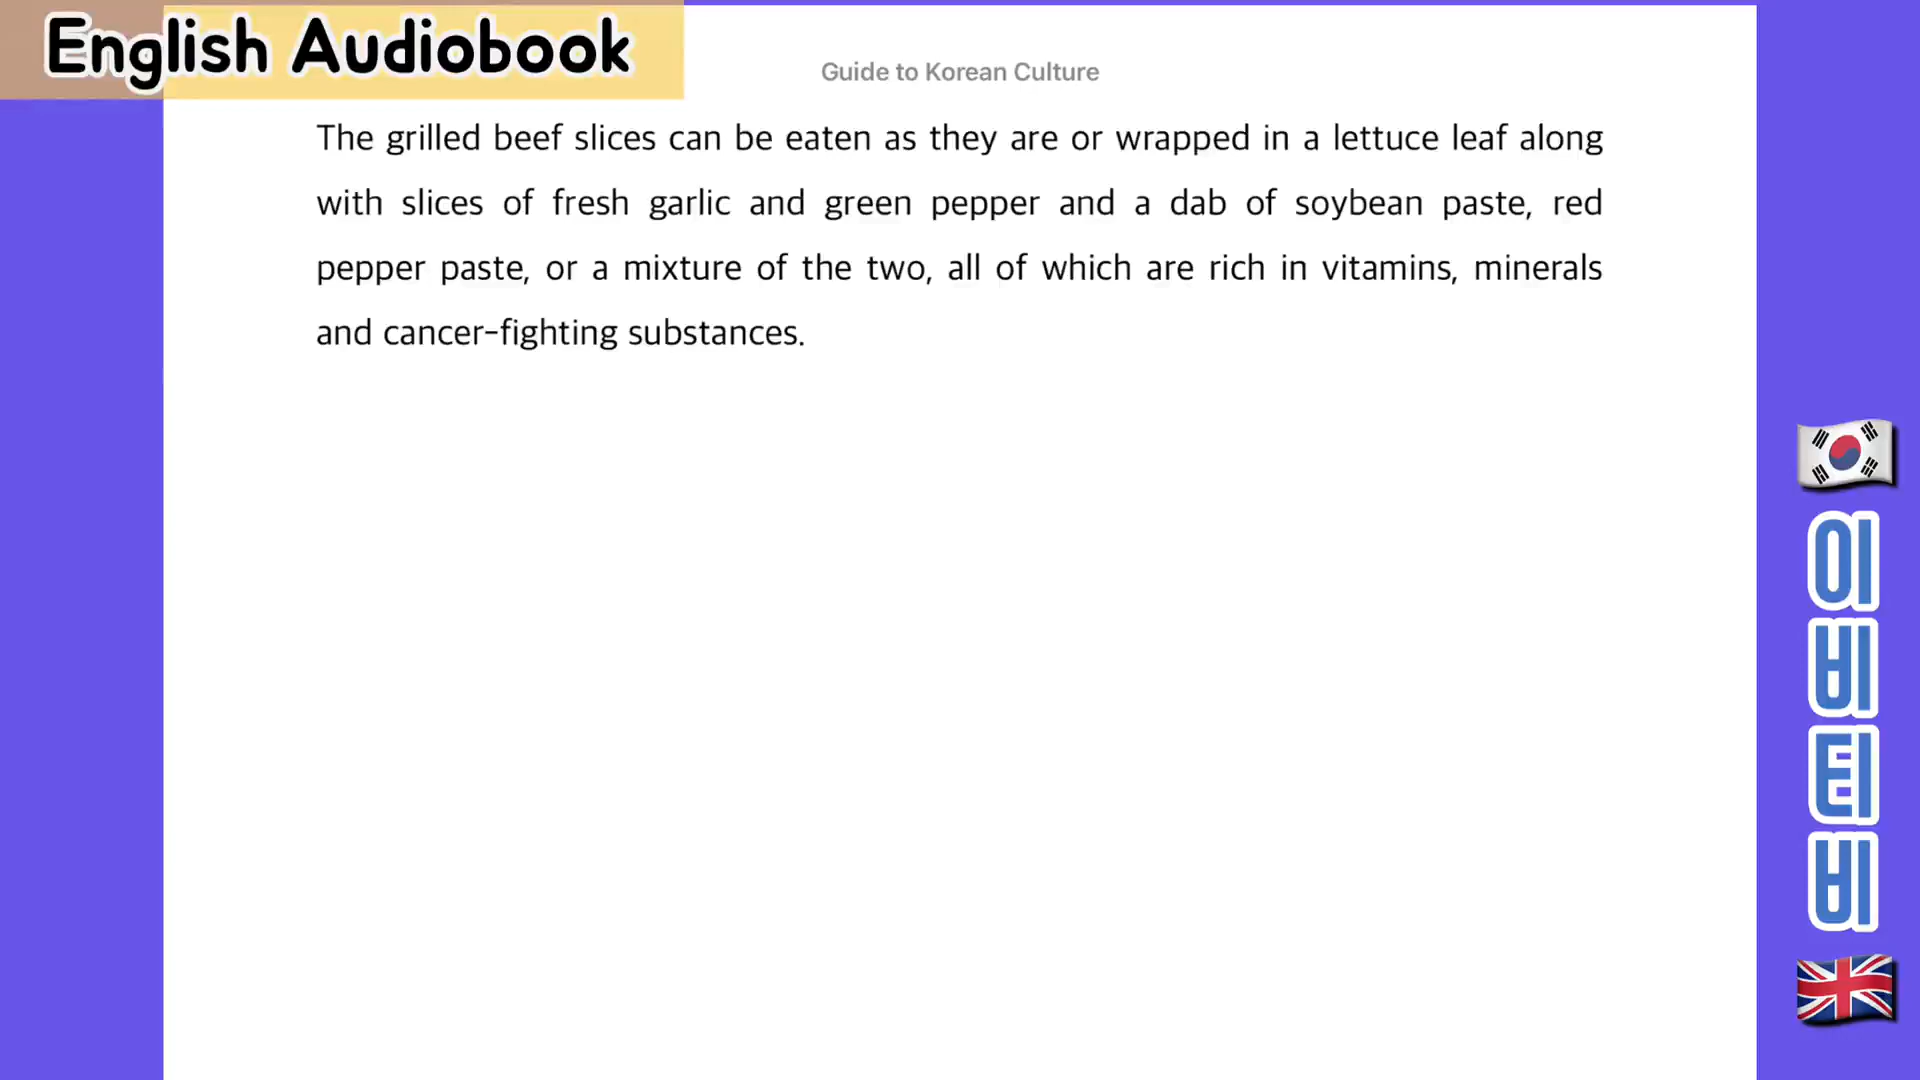 English Audiobook
Guide to Korean Culture
The grilled beef slices can be eaten as they are or wrapped in a lettuce leaf along
with slices of fresh garlic and green pepper and a dab of soybean paste, red
pepper paste, or a mixture of the two, all of which are rich in vitamins, minerals
and cancer-fighting substances.
이비티비